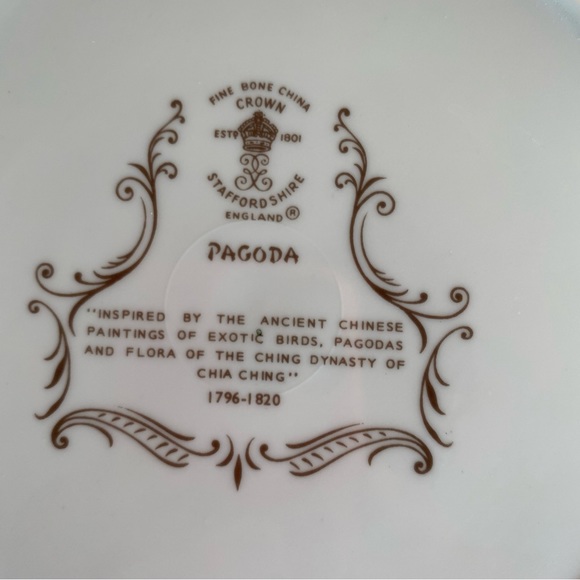 FINE BONE CHINA
CROWN
ESTD 1801
STAFFORDSHIRE
ENGLAND ®
PAGODA
"INSPIRED BY THE ANCIENT CHINESE
PAINTINGS OF EXOTIC BIRDS, PAGODAS
AND FLORA OF THE CHING DYNASTY OF
CHIA CHING"
1796-1820